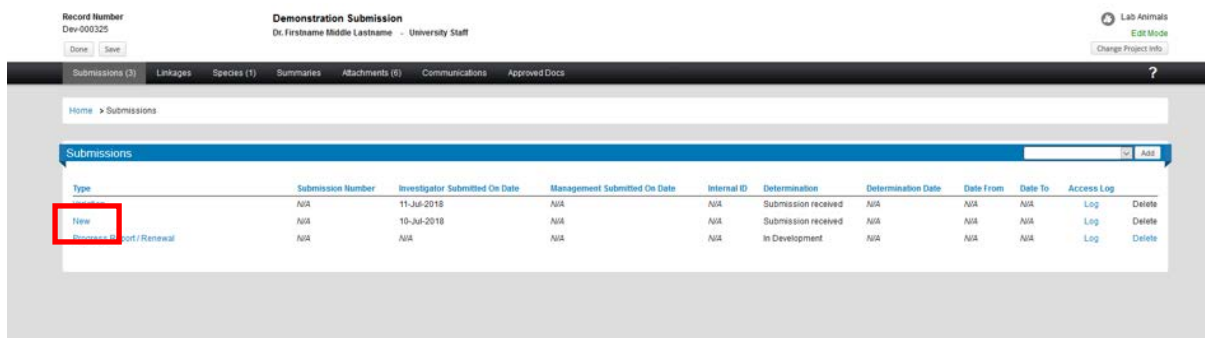 Record Number
Demonstration Submission
Lab Animals
Dev-000325
Dr. Firstname Middle Lastname - University Staff
Edit Mode
Done Save
Change Project Info
Submissions (3) Linkages Species (1) Summaries Attachments (6) Communications Approved Docs ?
Home > Submissions
Submissions
Add
Type Submission Number Investigator Submitted On Date Management Submitted On Date Internal ID Determination Determination Date Date From Date To Access Log
Variation N/A 11-Jul-2018 N/A N/A Submission received N/A N/A N/A Log Delete
New N/A 10-Jul-2018 N/A N/A Submission received N/A N/A N/A Log Delete
Progress Report / Renewal N/A N/A N/A N/A In Development N/A N/A N/A Log Delete